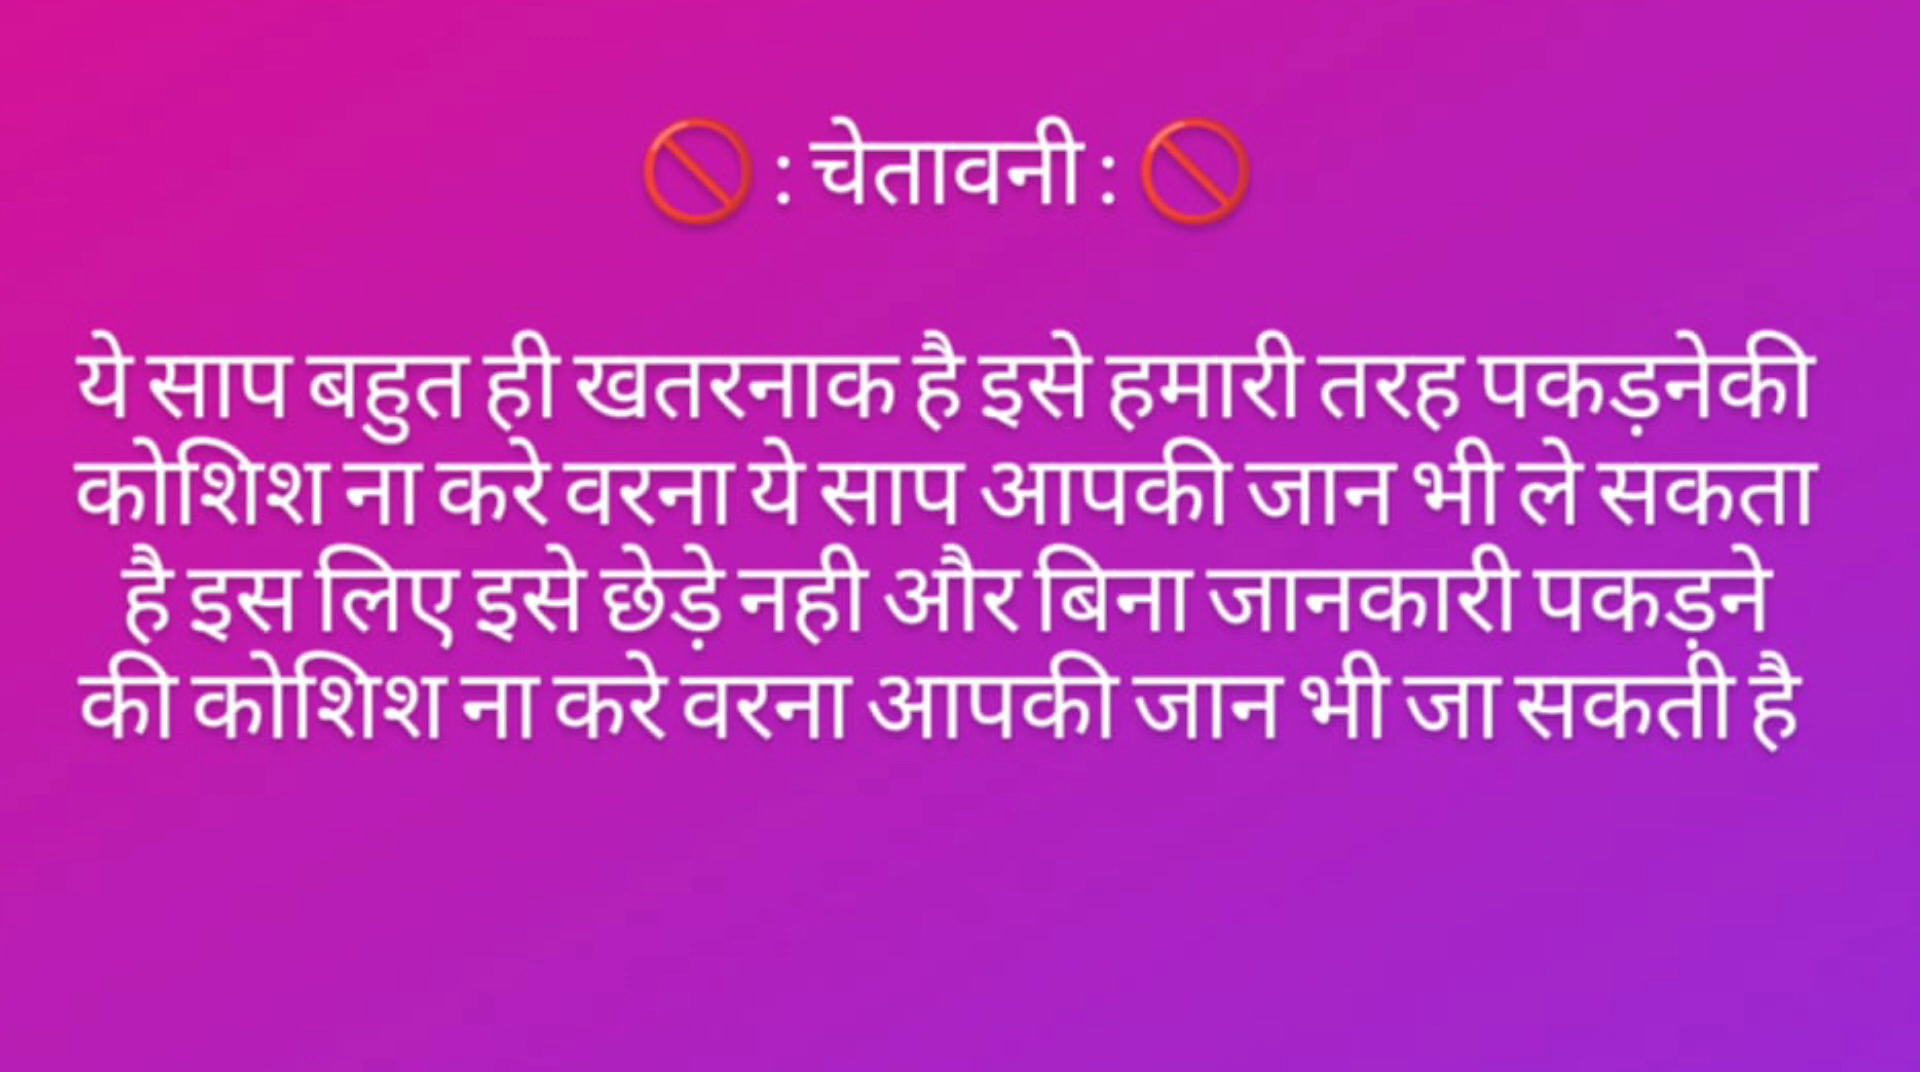 🚫 : चेतावनी : 🚫
ये साप बहुत ही खतरनाक है इसे हमारी तरह पकड़नेकी
कोशिश ना करे वरना ये साप आपकी जान भी ले सकता
है इस लिए इसे छेड़े नही और बिना जानकारी पकड़ने
की कोशिश ना करे वरना आपकी जान भी जा सकती है